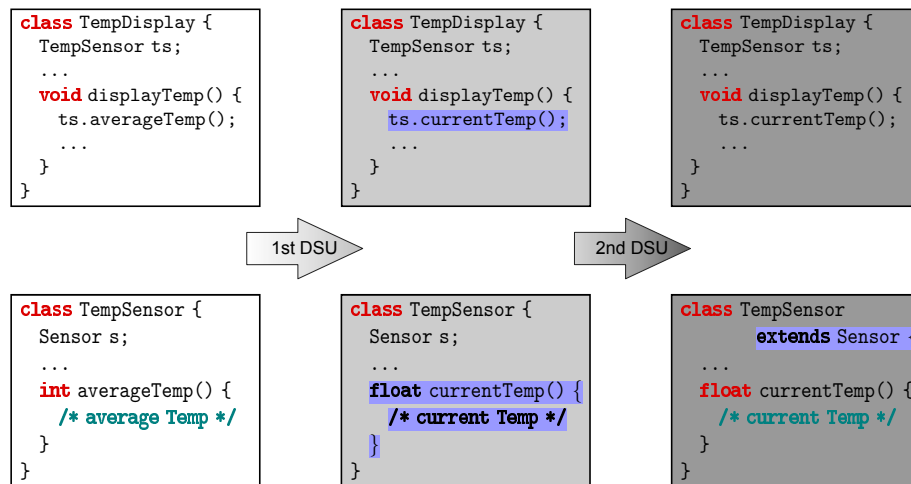 class TempDisplay {
TempSensor ts;
...
void displayTemp() {
ts.averageTemp();
...
}
}
class TempDisplay {
TempSensor ts;
...
void displayTemp() {
ts.currentTemp();
...
}
}
class TempDisplay {
TempSensor ts;
...
void displayTemp() {
ts.currentTemp();
...
}
}
1st DSU
2nd DSU
class TempSensor {
Sensor s;
...
int averageTemp() {
/* average Temp */
}
}
class TempSensor {
Sensor s;
...
float currentTemp() {
/* current Temp */
}
}
class TempSensor
extends Sensor {
...
float currentTemp() {
/* current Temp */
}
}